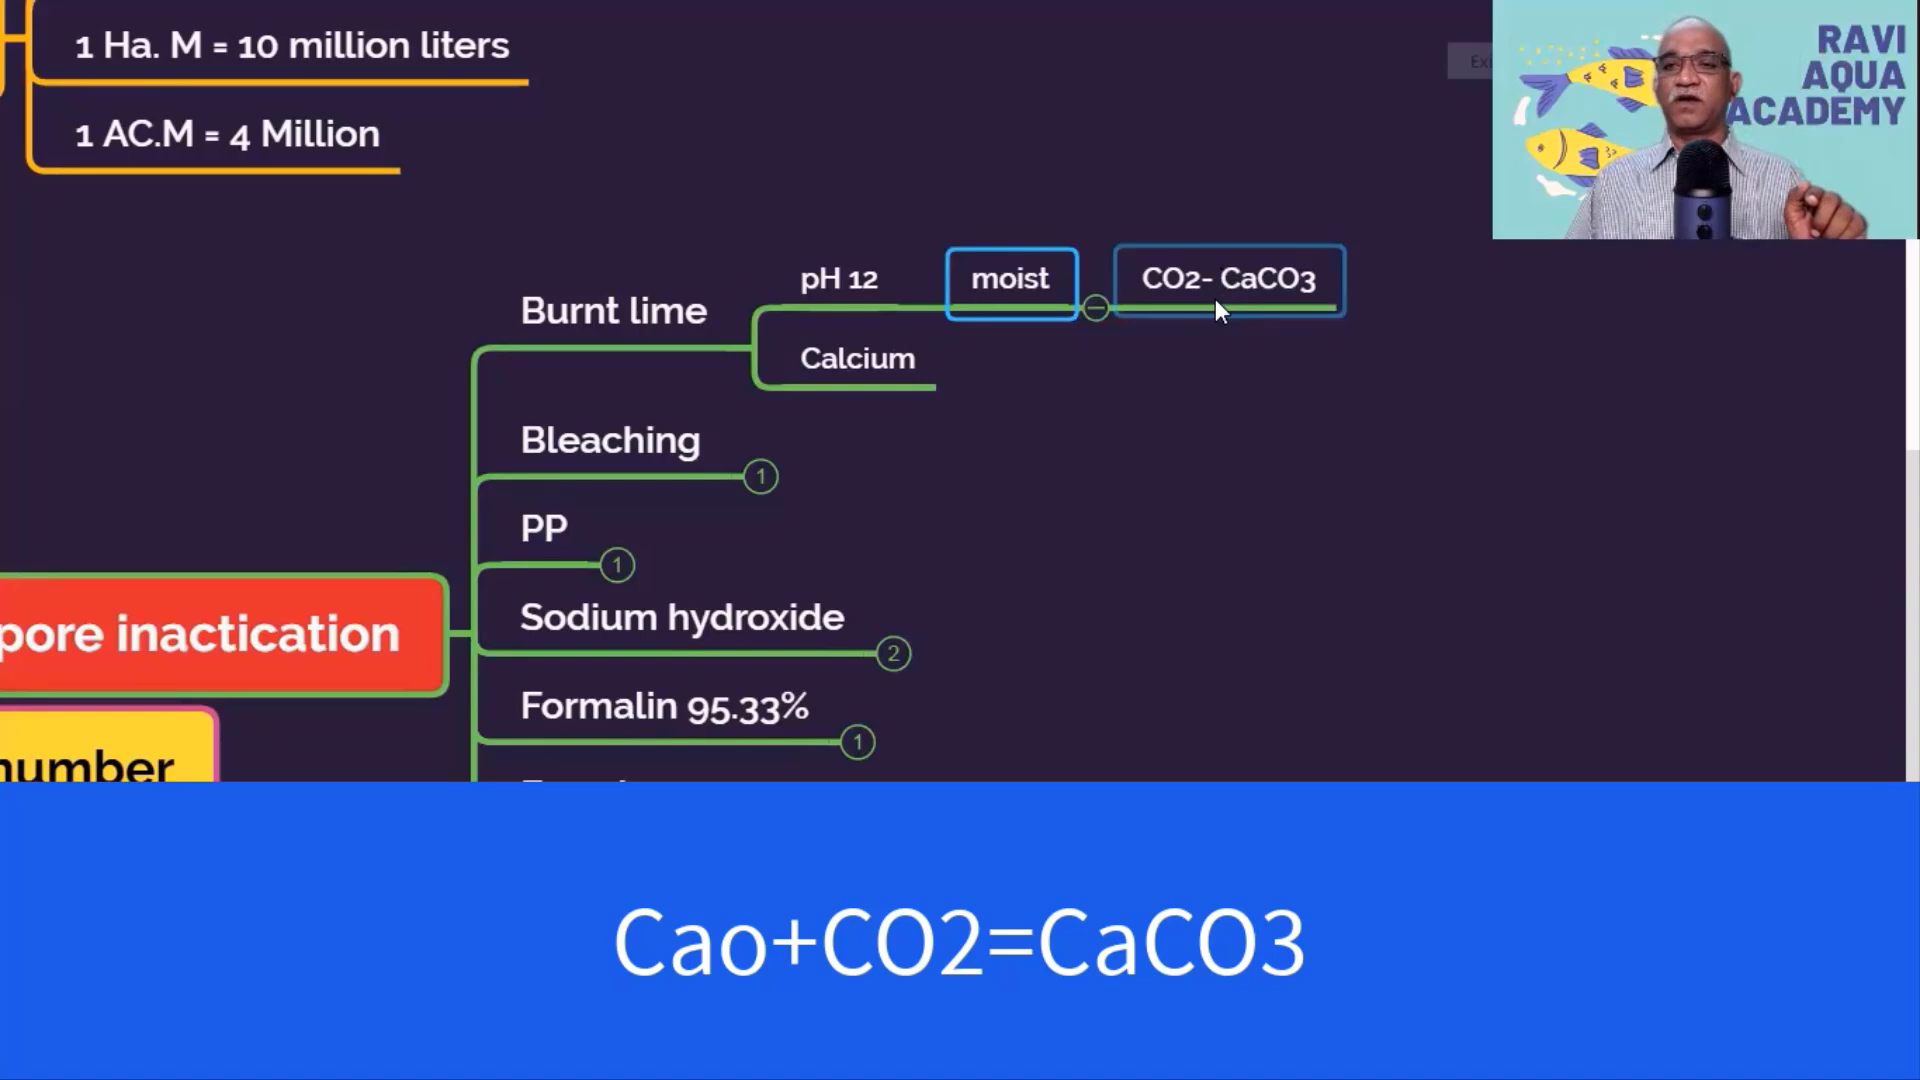 1 Ha. M = 10 million liters
1 AC.M = 4 Million
RAVI
AQUA
ACADEMY
pH 12
moist
CO2- CaCO3
Burnt lime
Calcium
Bleaching
1
PP
1
Sodium hydroxide
2
pore inactication
Formalin 95.33%
1
number
Cao+CO2=CaCO3